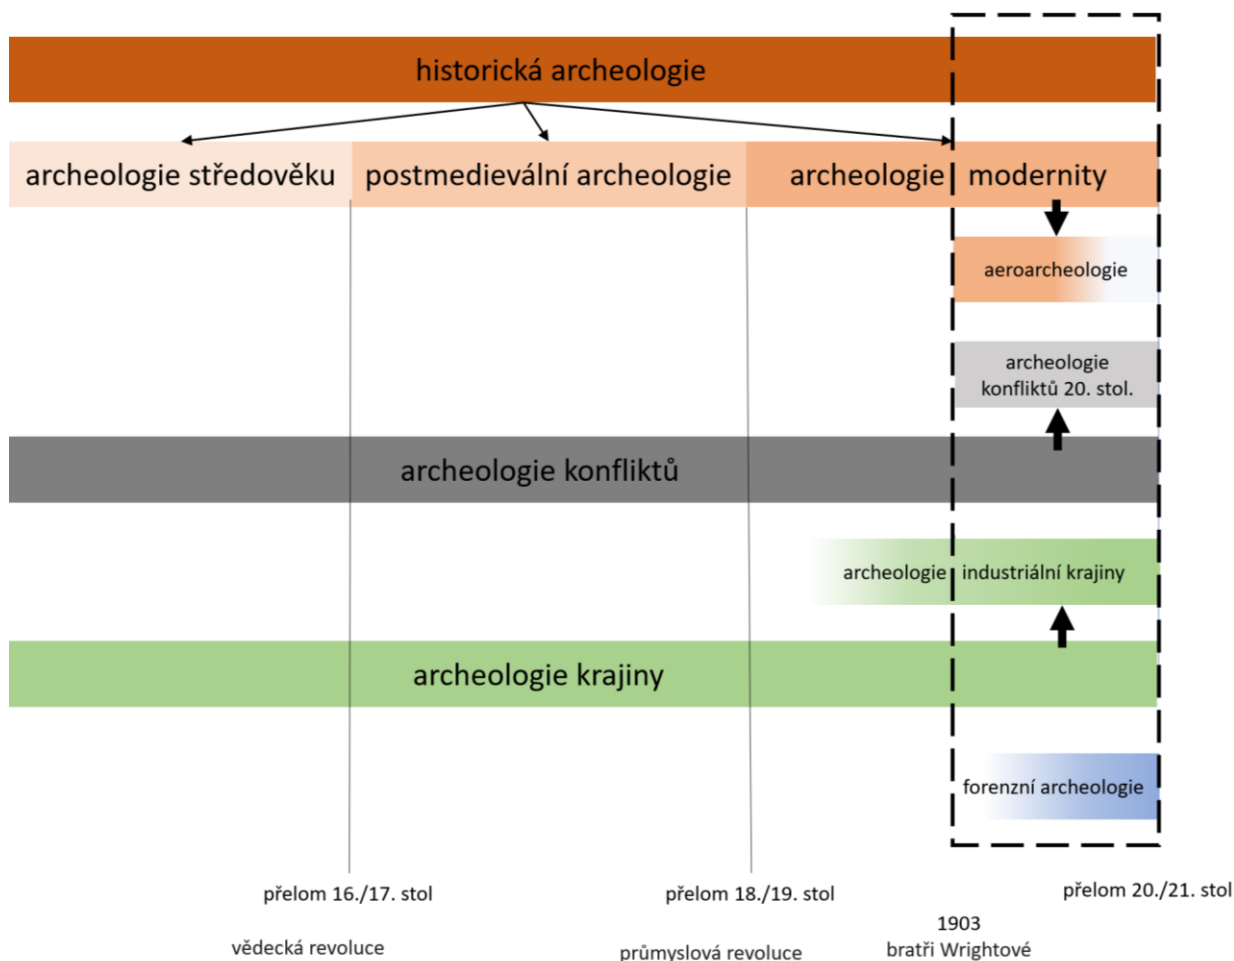 historická archeologie
archeologie středověku
postmedievální archeologie
archeologie modernity
aeroarcheologie
archeologie
konfliktů 20. stol.
archeologie konfliktů
archeologie industriální krajiny
archeologie krajiny
forenzní archeologie
přelom 16./17. stol
přelom 18./19. stol
přelom 20./21. stol
vědecká revoluce
průmyslová revoluce
1903
bratři Wrightové